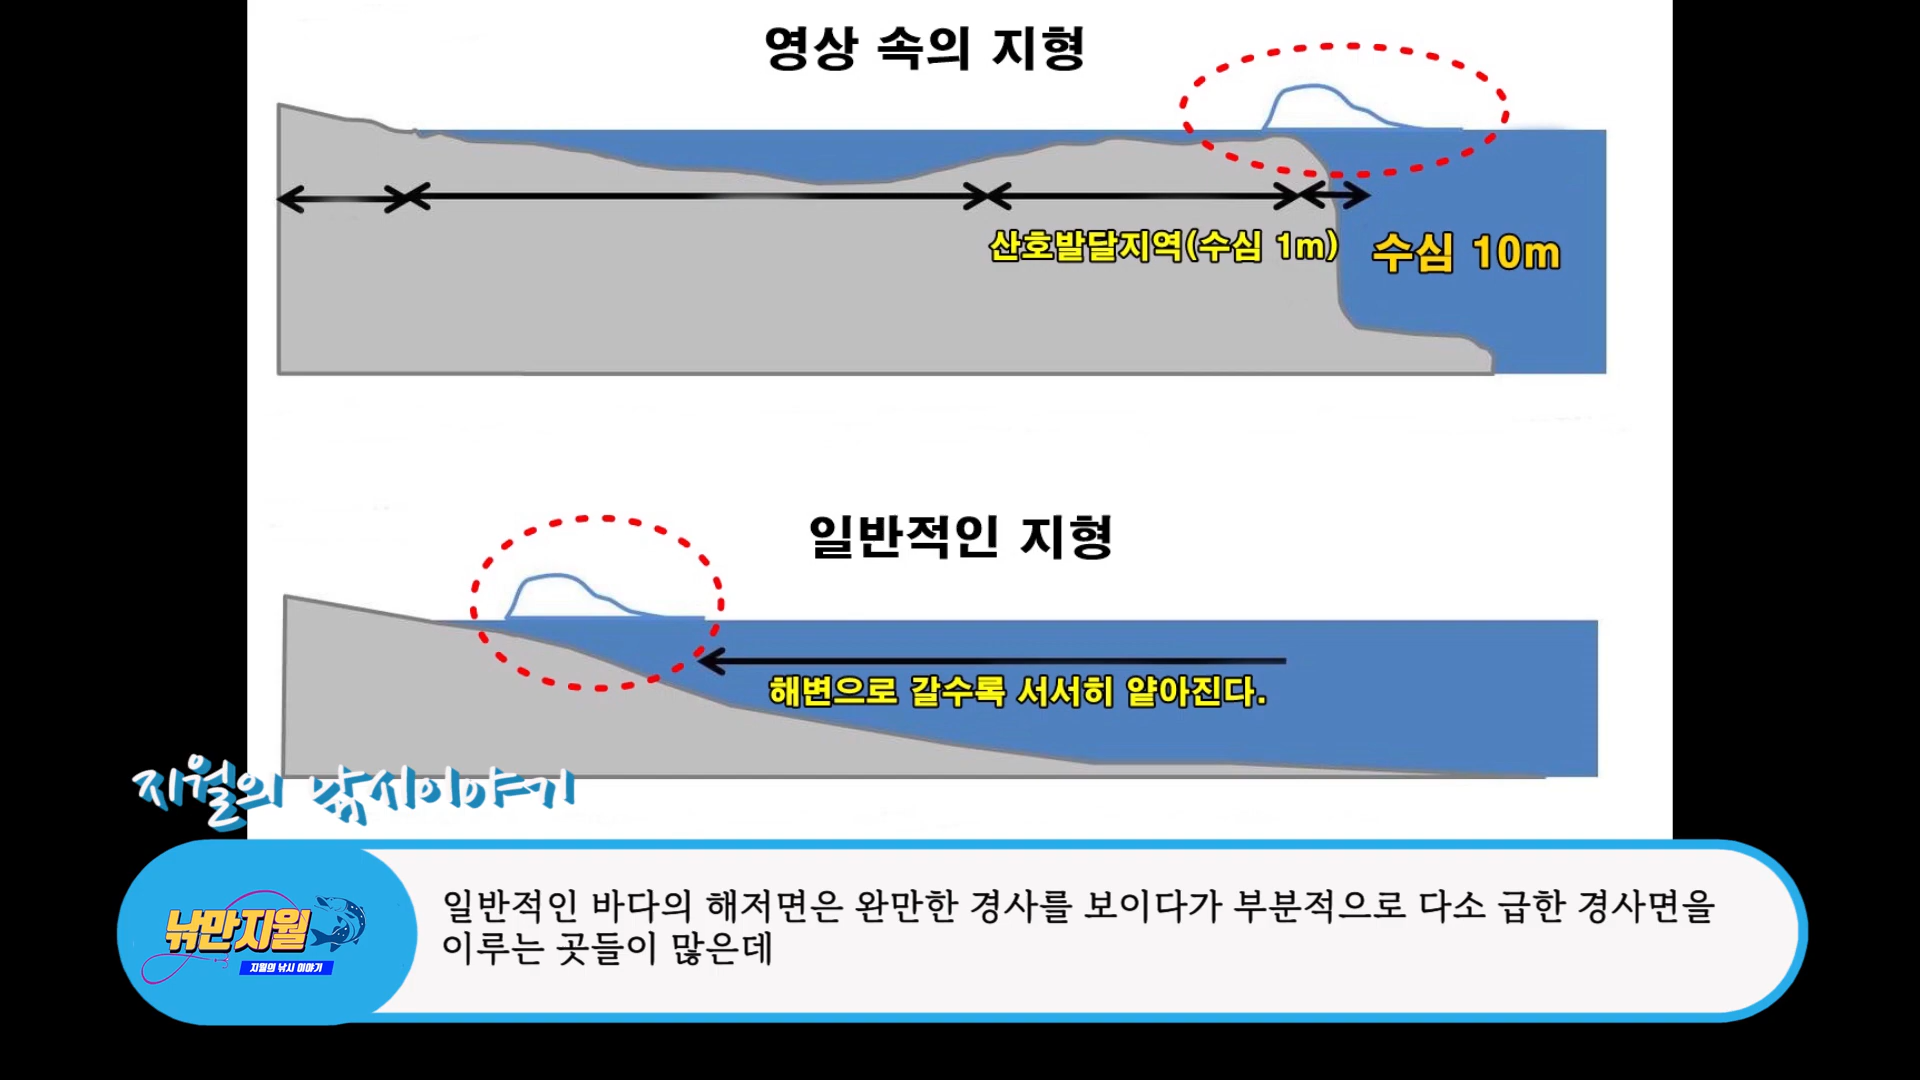 영상 속의 지형
산호발달지역(수심 1m)
수심 10m
일반적인 지형
해변으로 갈수록 서서히 얕아진다.
지월의 낚시이야기
낚만지월
지월의 낚시 이야기
일반적인 바다의 해저면은 완만한 경사를 보이다가 부분적으로 다소 급한 경사면을
이루는 곳들이 많은데